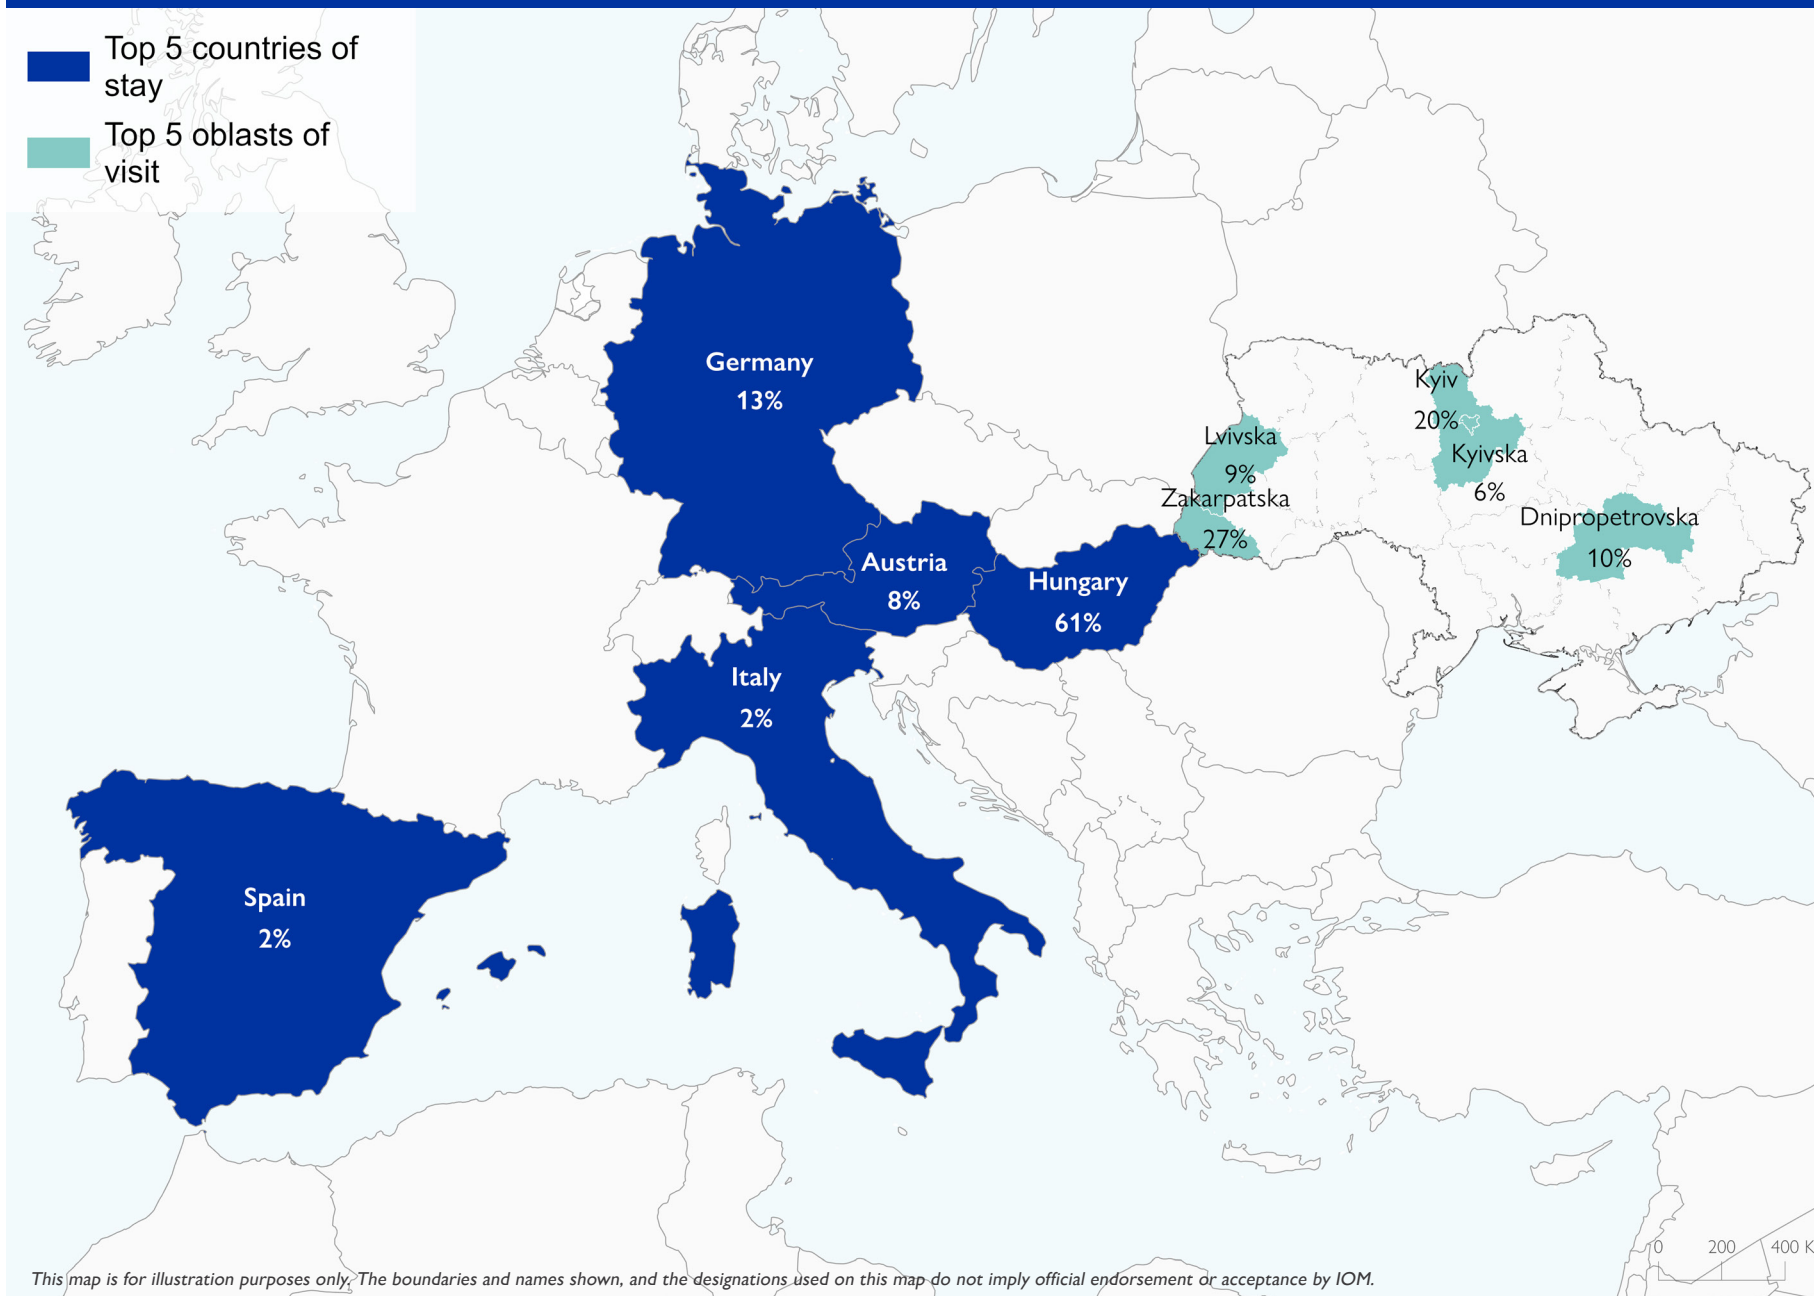 Top 5 countries of
stay
Top 5 oblasts of
visit
Germany
13%
Kyiv
20%
Lvivska
9%
Kyivska
6%
Zakarpatska
27%
Dnipropetrovska
10%
Austria
8%
Hungary
61%
Italy
2%
Spain
2%
0 200 400 K
This map is for illustration purposes only. The boundaries and names shown, and the designations used on this map do not imply official endorsement or acceptance by IOM.